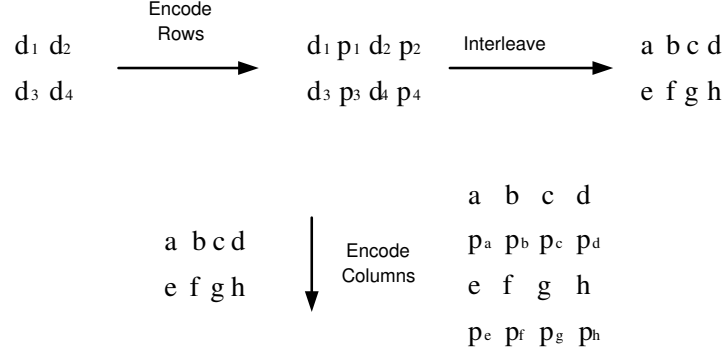 Encode
Rows
d1 d2
d3 d4
d1 p1 d2 p2
d3 p3 d4 p4
Interleave
a b c d
e f g h
a b c d
e f g h
Encode
Columns
a b c d
pa pb pc pd
e f g h
pe pf pg ph